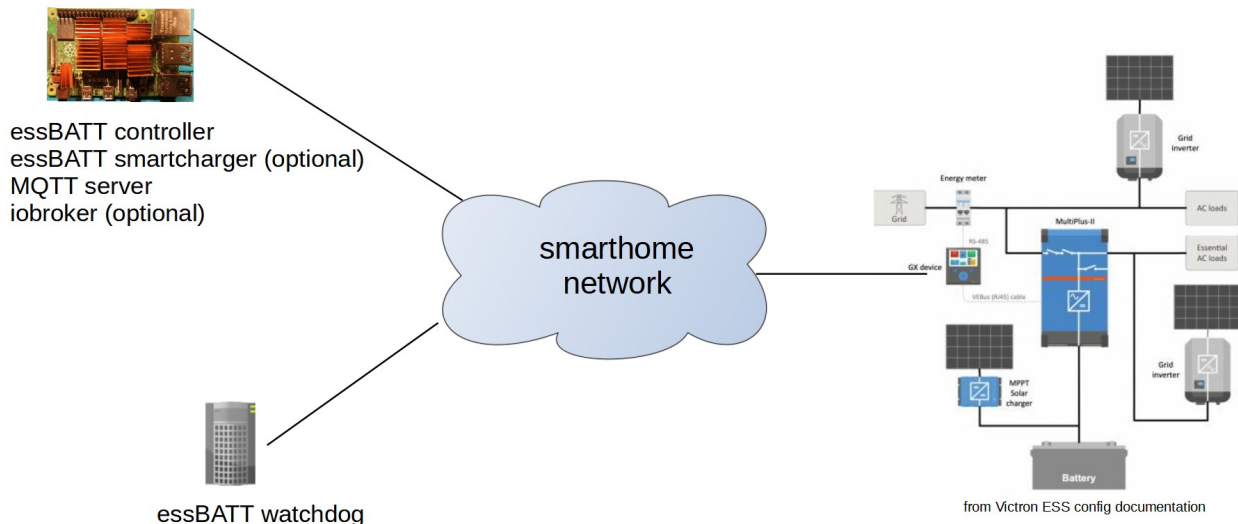 essBATT controller
essBATT smartcharger (optional)
MQTT server
iobroker (optional)
smarthome
network
essBATT watchdog
Grid
inverter
Energy meter
Grid
AC loads
MultiPlus-II
RS-485
Essential
AC loads
GX device
VEBus (RJ45) cable
Grid
inverter
MPPT
Solar
charger
Battery
from Victron ESS config documentation